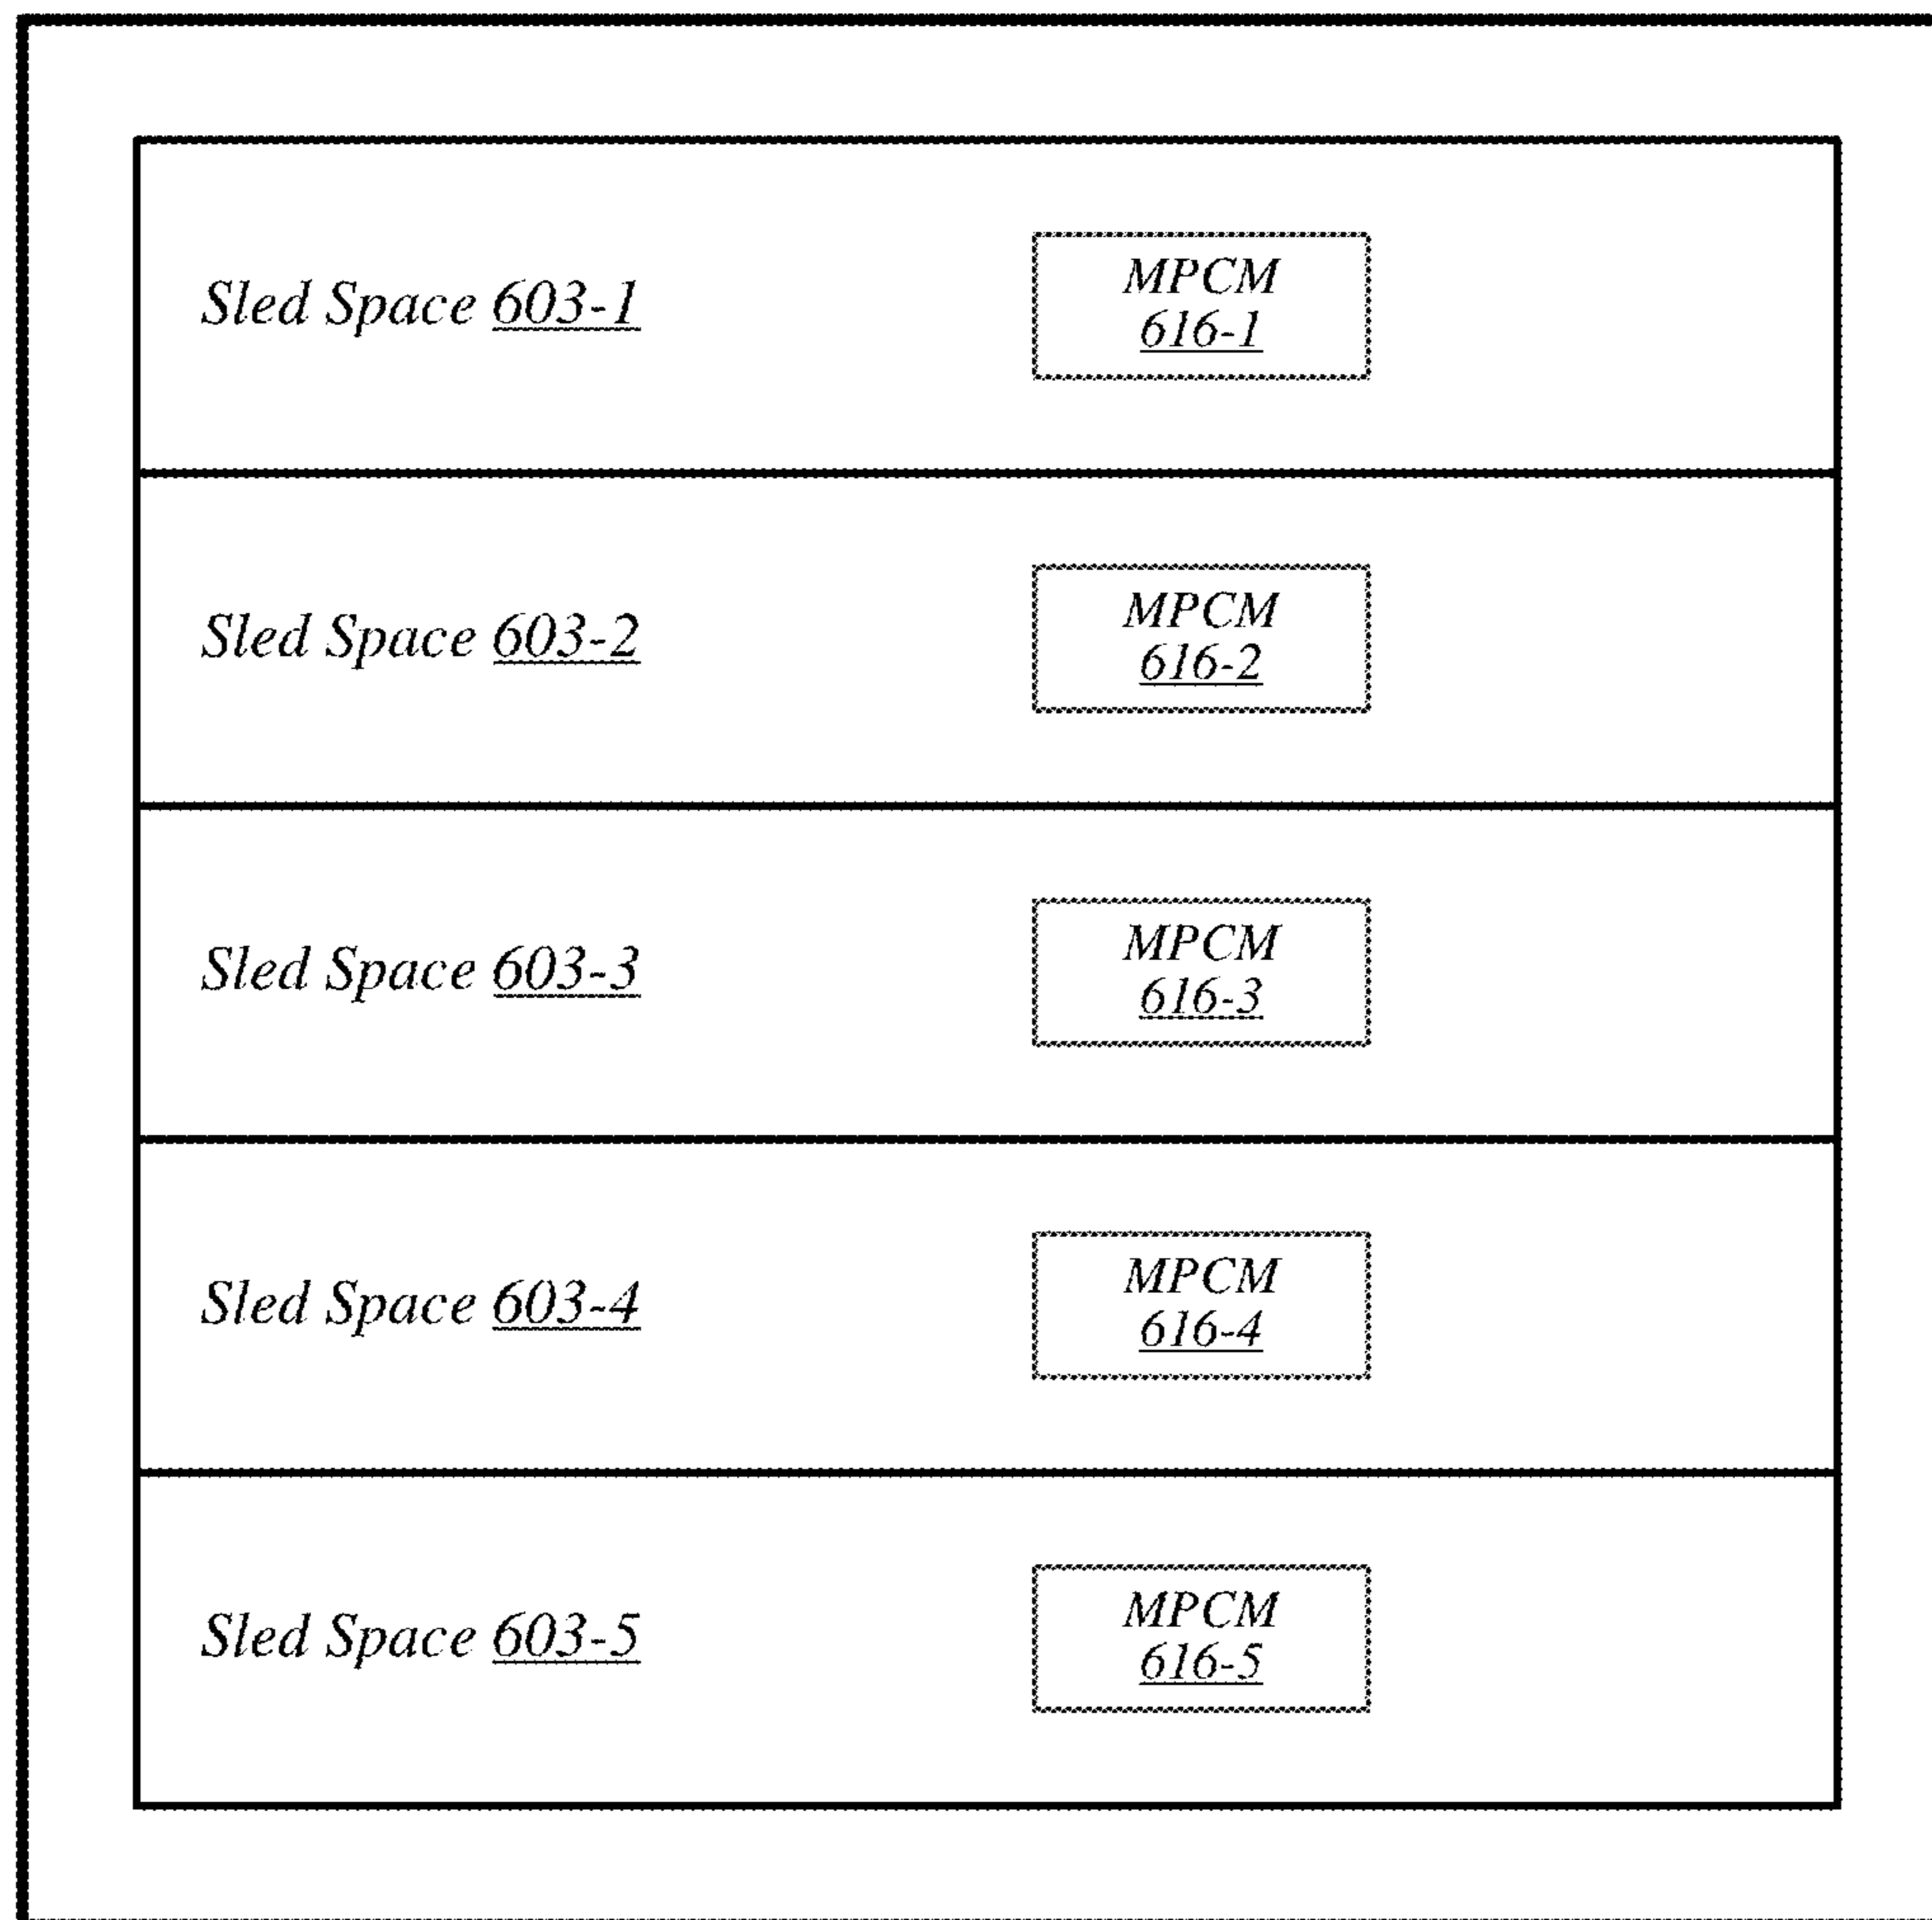 Sled Space 603-1
MPCM
616-1
Sled Space 603-2
MPCM
616-2
Sled Space 603-3
MPCM
616-3
Sled Space 603-4
MPCM
616-4
Sled Space 603-5
MPCM
616-5